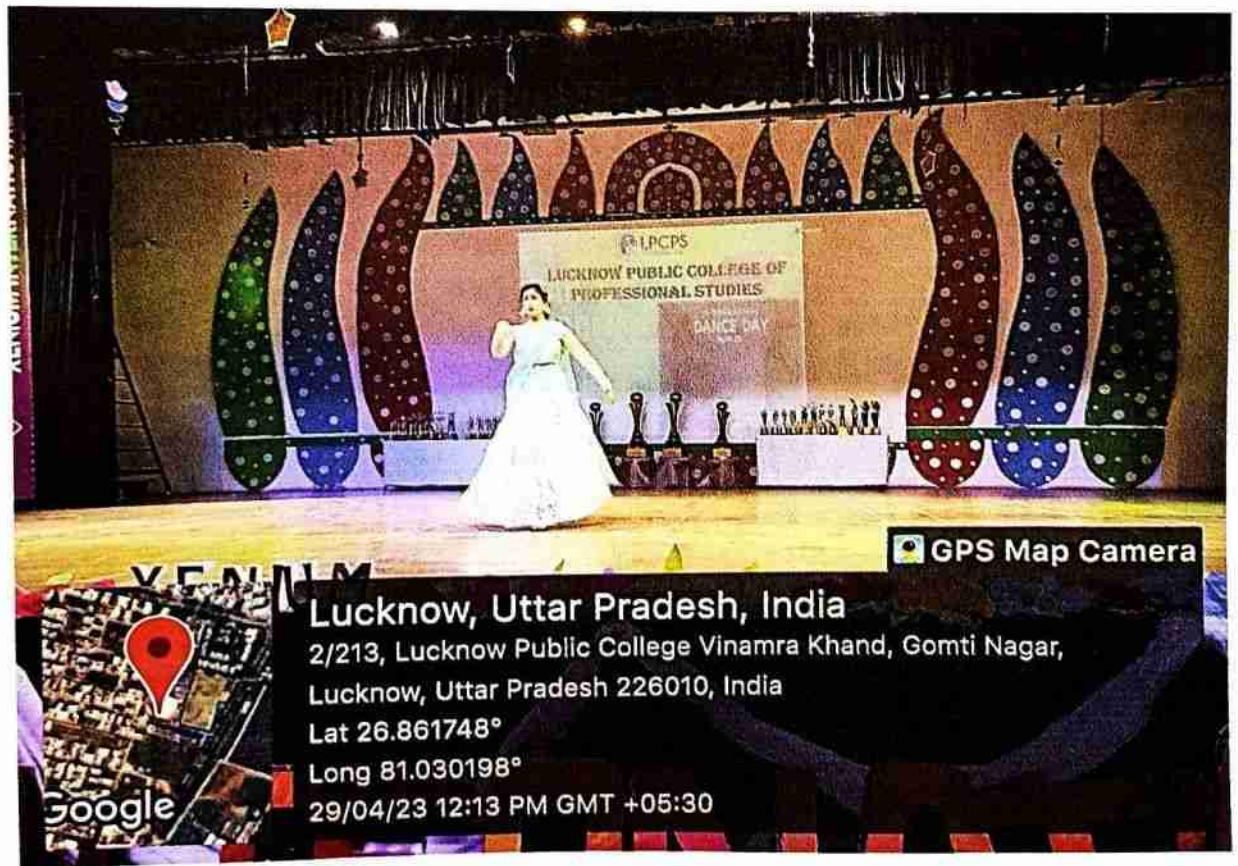 LPCPS
LUCKNOW PUBLIC COLLEGE OF
PROFESSIONAL STUDIES
DANCE DAY
GPS Map Camera
Lucknow, Uttar Pradesh, India
2/213, Lucknow Public College Vinamra Khand, Gomti Nagar,
Lucknow, Uttar Pradesh 226010, India
Lat 26.861748°
Long 81.030198°
29/04/23 12:13 PM GMT +05:30
Google